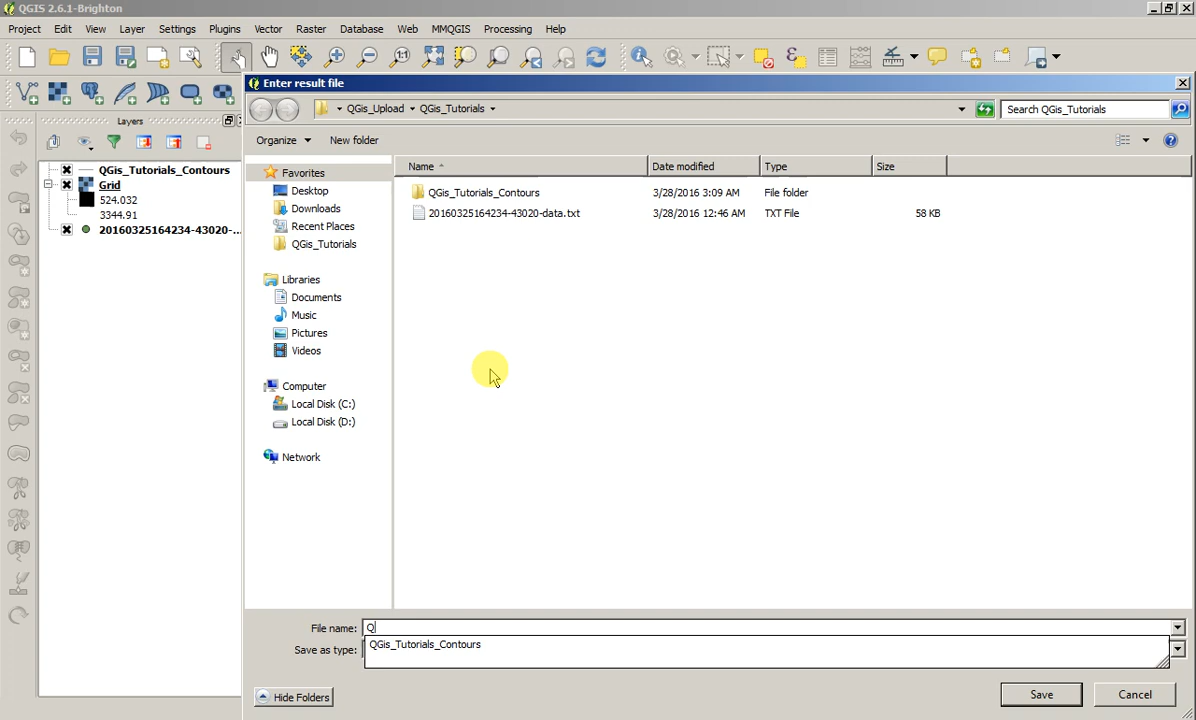 QGIS 2.6.1-Brighton
Project Edit View Layer Settings Plugins Vector Raster Database Web MMQGIS Processing Help
Enter result file
QGis_Upload QGis_Tutorials
Search QGis_Tutorials
Layers
Organize New folder
QGis_Tutorials_Contours
Grid
524.032
3344.91
20160325164234-43020-...
Favorites
Desktop
Downloads
Recent Places
QGis_Tutorials
Libraries
Documents
Music
Pictures
Videos
Computer
Local Disk (C:)
Local Disk (D:)
Network
Name Date modified Type Size
QGis_Tutorials_Contours 3/28/2016 3:09 AM File folder
20160325164234-43020-data.txt 3/28/2016 12:46 AM TXT File 58 KB
File name: Q
QGis_Tutorials_Contours
Save as type:
Hide Folders
Save
Cancel